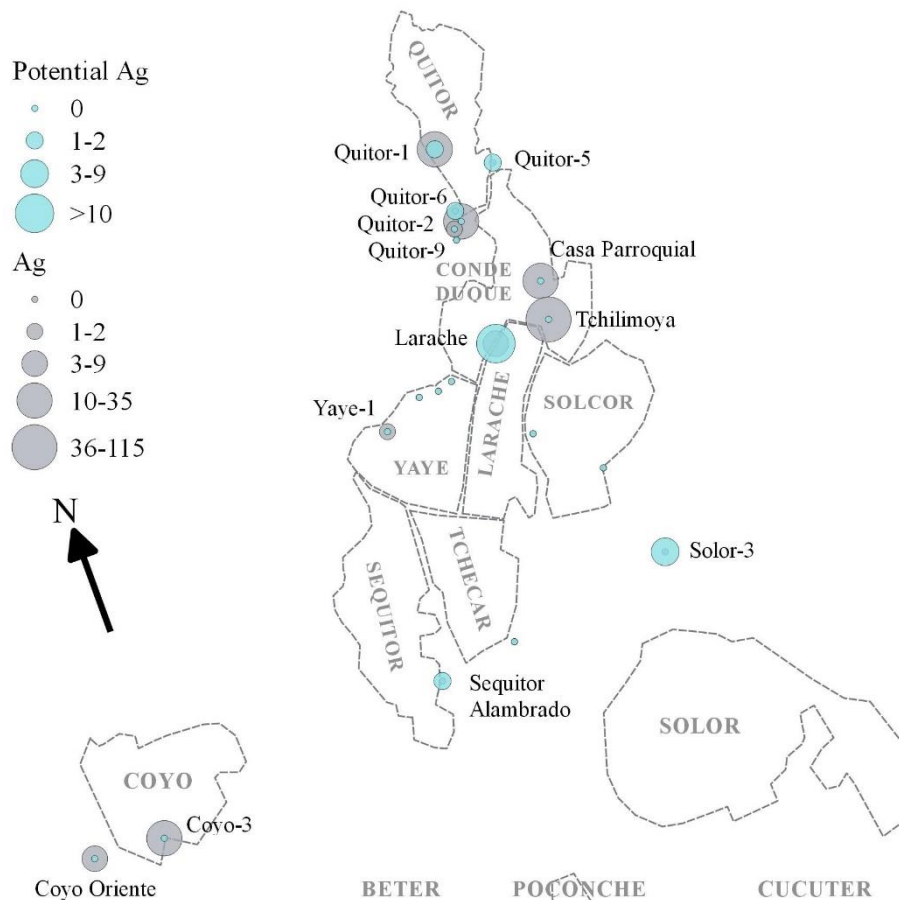 Potential Ag
0
1-2
3-9
>10
Ag
0
1-2
3-9
10-35
36-115
N
QUITOR
Quitor-1
Quitor-5
Quitor-6
Quitor-2
Quitor-9
CONDE
DUQUE
Casa Parroquial
Tchilimoya
Larache
LARACHE
SOLCOR
Yaye-1
YAYE
TCHECAR
SEQUITOR
Solor-3
Sequitor
Alambrado
SOLOR
COYO
Coyo-3
Coyo Oriente
BETER
POCONCHE
CUCUTER